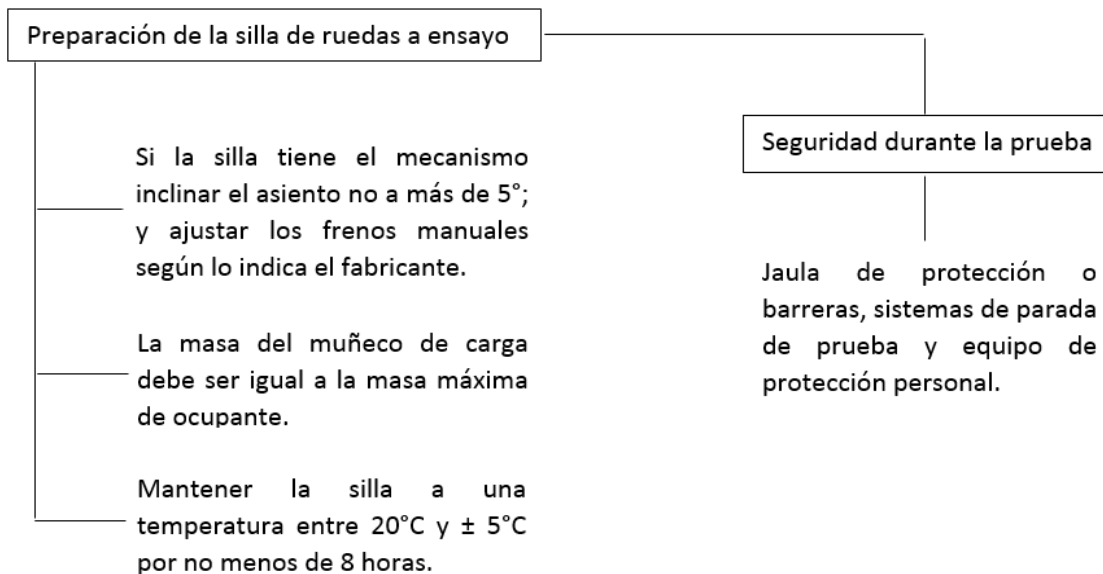 Preparación de la silla de ruedas a ensayo
Si la silla tiene el mecanismo
inclinar el asiento no a más de 5°;
y ajustar los frenos manuales
según lo indica el fabricante.
La masa del muñeco de carga
debe ser igual a la masa máxima
de ocupante.
Mantener la silla a una
temperatura entre 20°C y ± 5°C
por no menos de 8 horas.
Seguridad durante la prueba
Jaula de protección o
barreras, sistemas de parada
de prueba y equipo de
protección personal.